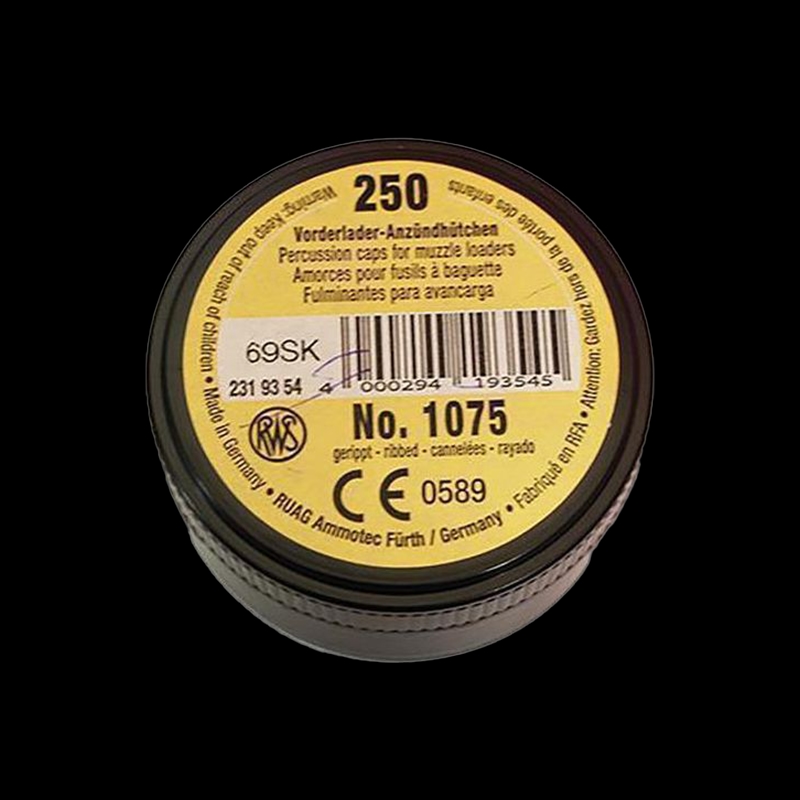 250
Vorderlader-Anzündhütchen
Percussion caps for muzzle loaders
Amorces pour fusils à baguette
Fulminantes para avancarga
69SK
231 93 54
4 000294 193545
RWS
No. 1075
gerippt - ribbed - cannelées - rayado
CE 0589
Warning: Keep out of reach of children • Made in Germany • RUAG Ammotec Fürth / Germany • Fabriqué en RFA • Attention: Gardez hors de la portée des enfants